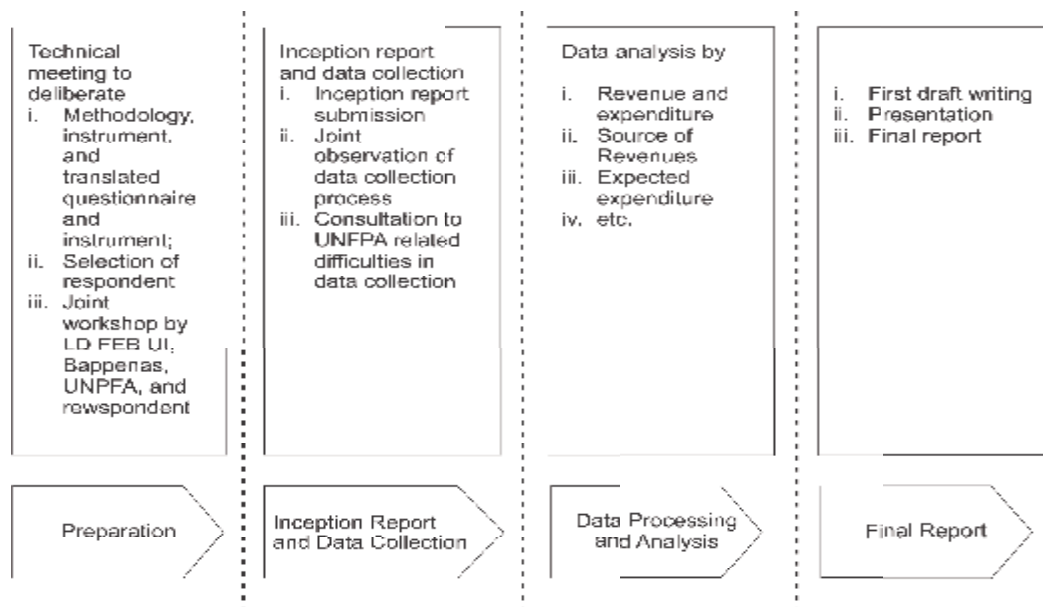 Technical
meeting to
deliberate
i. Methodology,
instrument,
and
translated
questionnaire
and
instrument;
ii. Selection of
respondent
iii. Joint
workshop by
LD FEB UI,
Bappenas,
UNPFA, and
rewspondent
Inception report
and data collection
i. Inception report
submission
ii. Joint
observation of
data collection
process
iii. Consultation to
UNFPA related
difficulties in
data collection
Data analysis by
i. Revenue and
expenditure
ii. Source of
Revenues
iii. Expected
expenditure
iv. etc.
i. First draft writing
ii. Presentation
iii. Final report
Preparation
Inception Report
and Data Collection
Data Processing
and Analysis
Final Report